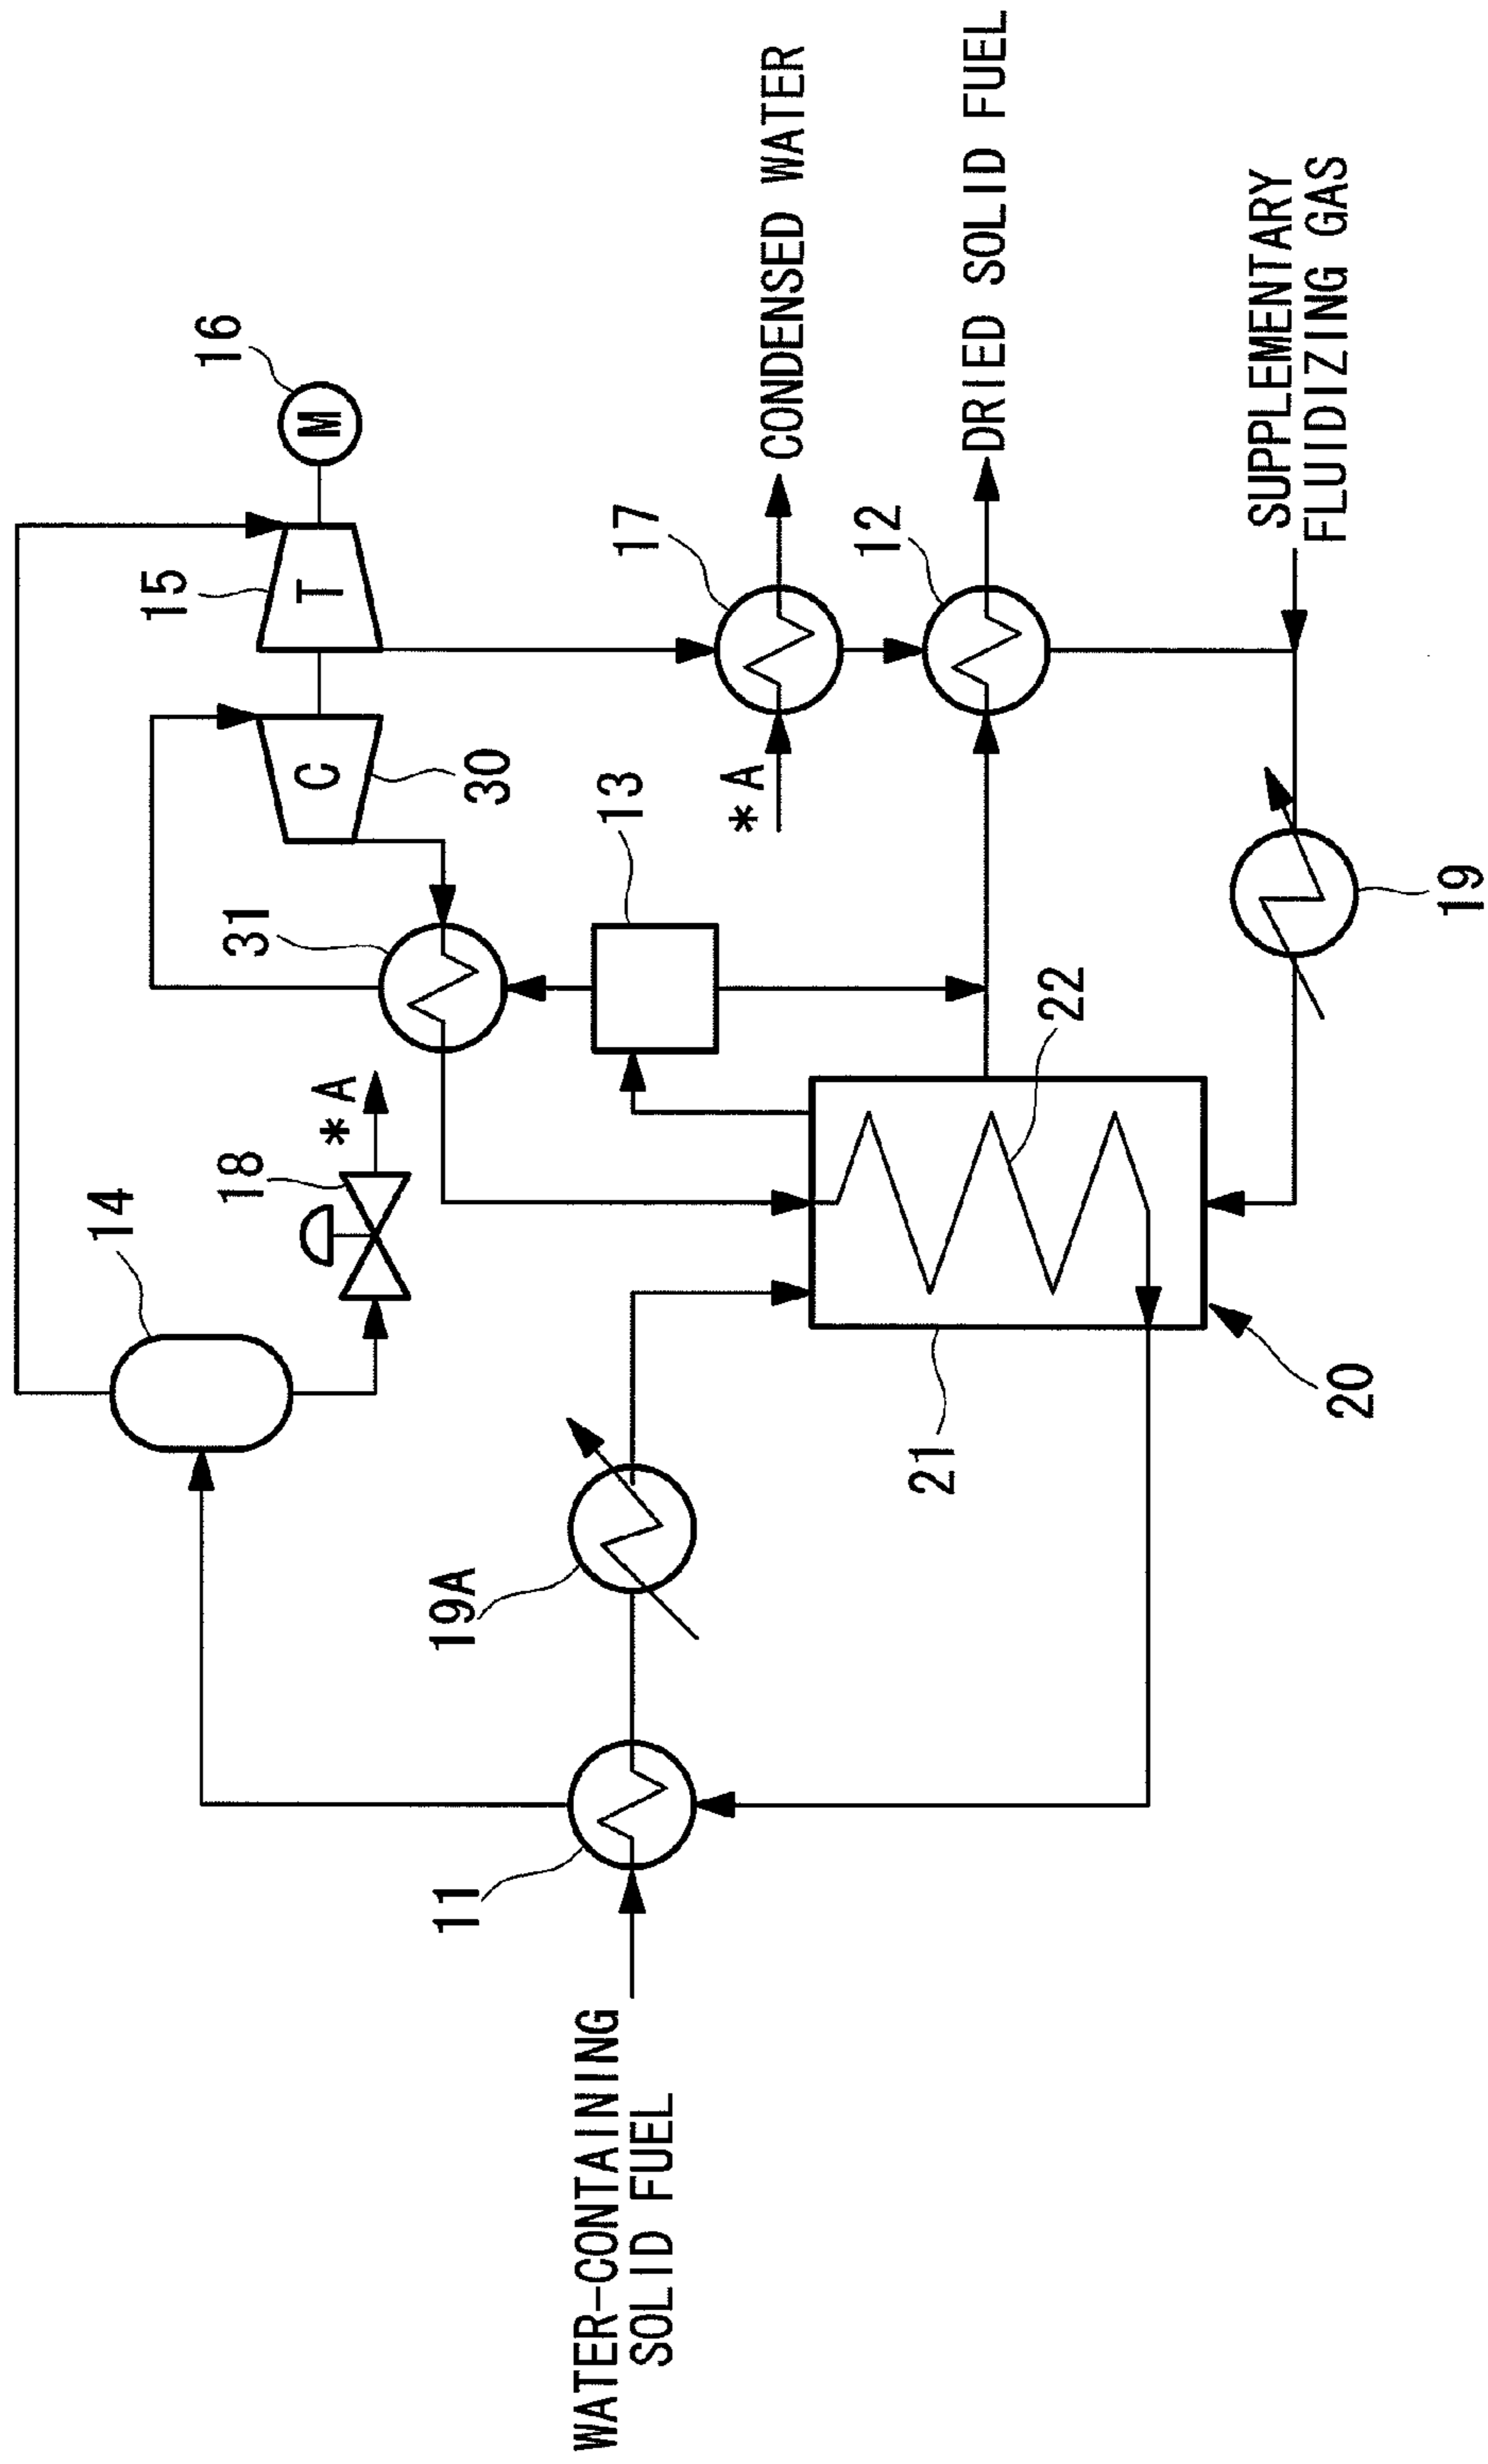 16
15
T
M
C
30
31
14
18
*A
13
17
*A
CONDENSED WATER
12
DRIED SOLID FUEL
SUPPLEMENTARY
FLUIDIZING GAS
19
22
21
20
19A
11
WATER-CONTAINING
SOLID FUEL